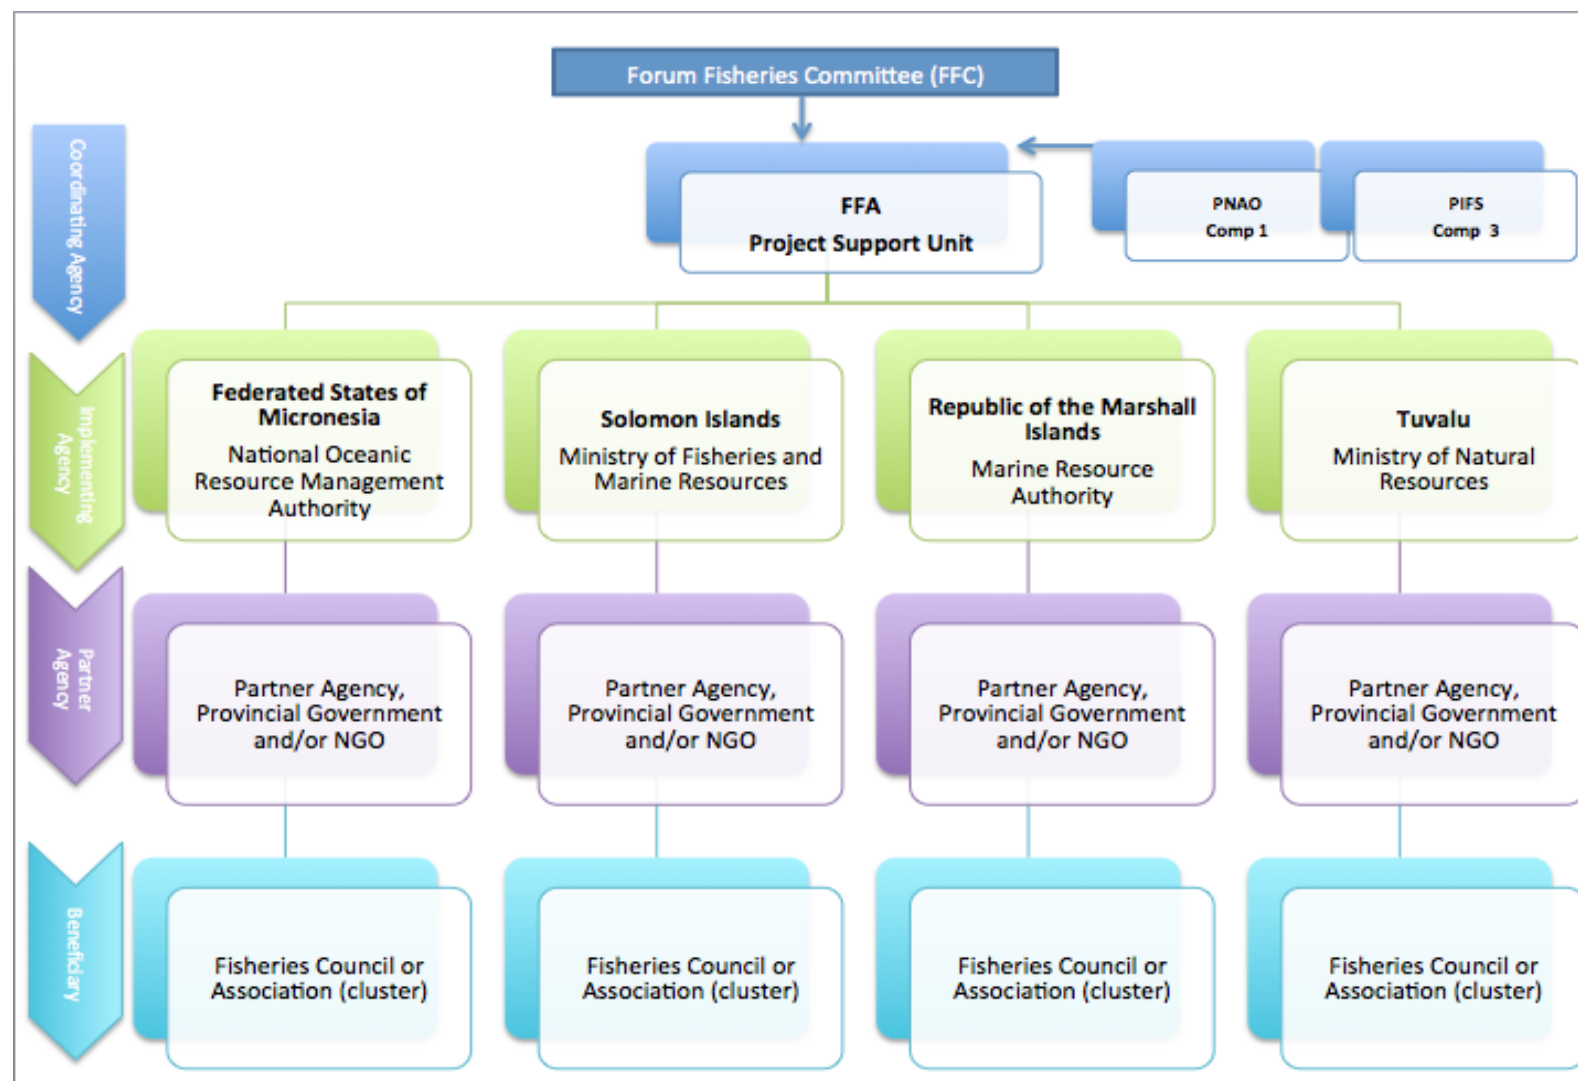 Forum Fisheries Committee (FFC)
Coordinating Agency
FFA
Project Support Unit
PNAO
Comp 1
PIFS
Comp 3
Implementing
Agency
Federated States of
Micronesia
National Oceanic
Resource Management
Authority
Solomon Islands
Ministry of Fisheries and
Marine Resources
Republic of the Marshall
Islands
Marine Resource
Authority
Tuvalu
Ministry of Natural
Resources
Partner
Agency
Partner Agency,
Provincial Government
and/or NGO
Partner Agency,
Provincial Government
and/or NGO
Partner Agency,
Provincial Government
and/or NGO
Partner Agency,
Provincial Government
and/or NGO
Beneficiary
Fisheries Council or
Association (cluster)
Fisheries Council or
Association (cluster)
Fisheries Council or
Association (cluster)
Fisheries Council or
Association (cluster)